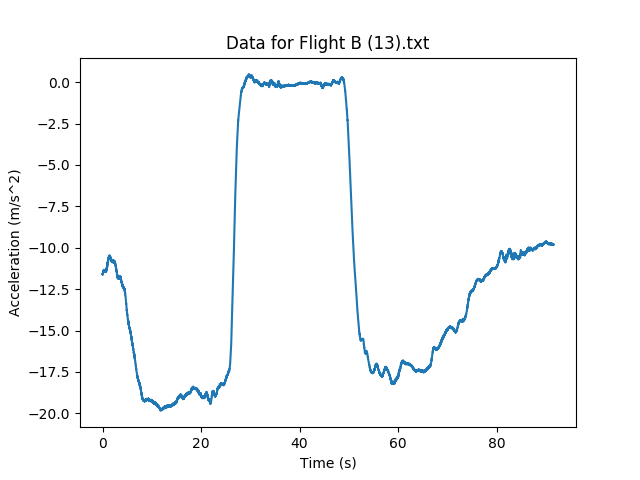 Data for Flight B (13).txt
Acceleration (m/s^2)
0.0
−2.5
−5.0
−7.5
−10.0
−12.5
−15.0
−17.5
−20.0
0 20 40 60 80
Time (s)